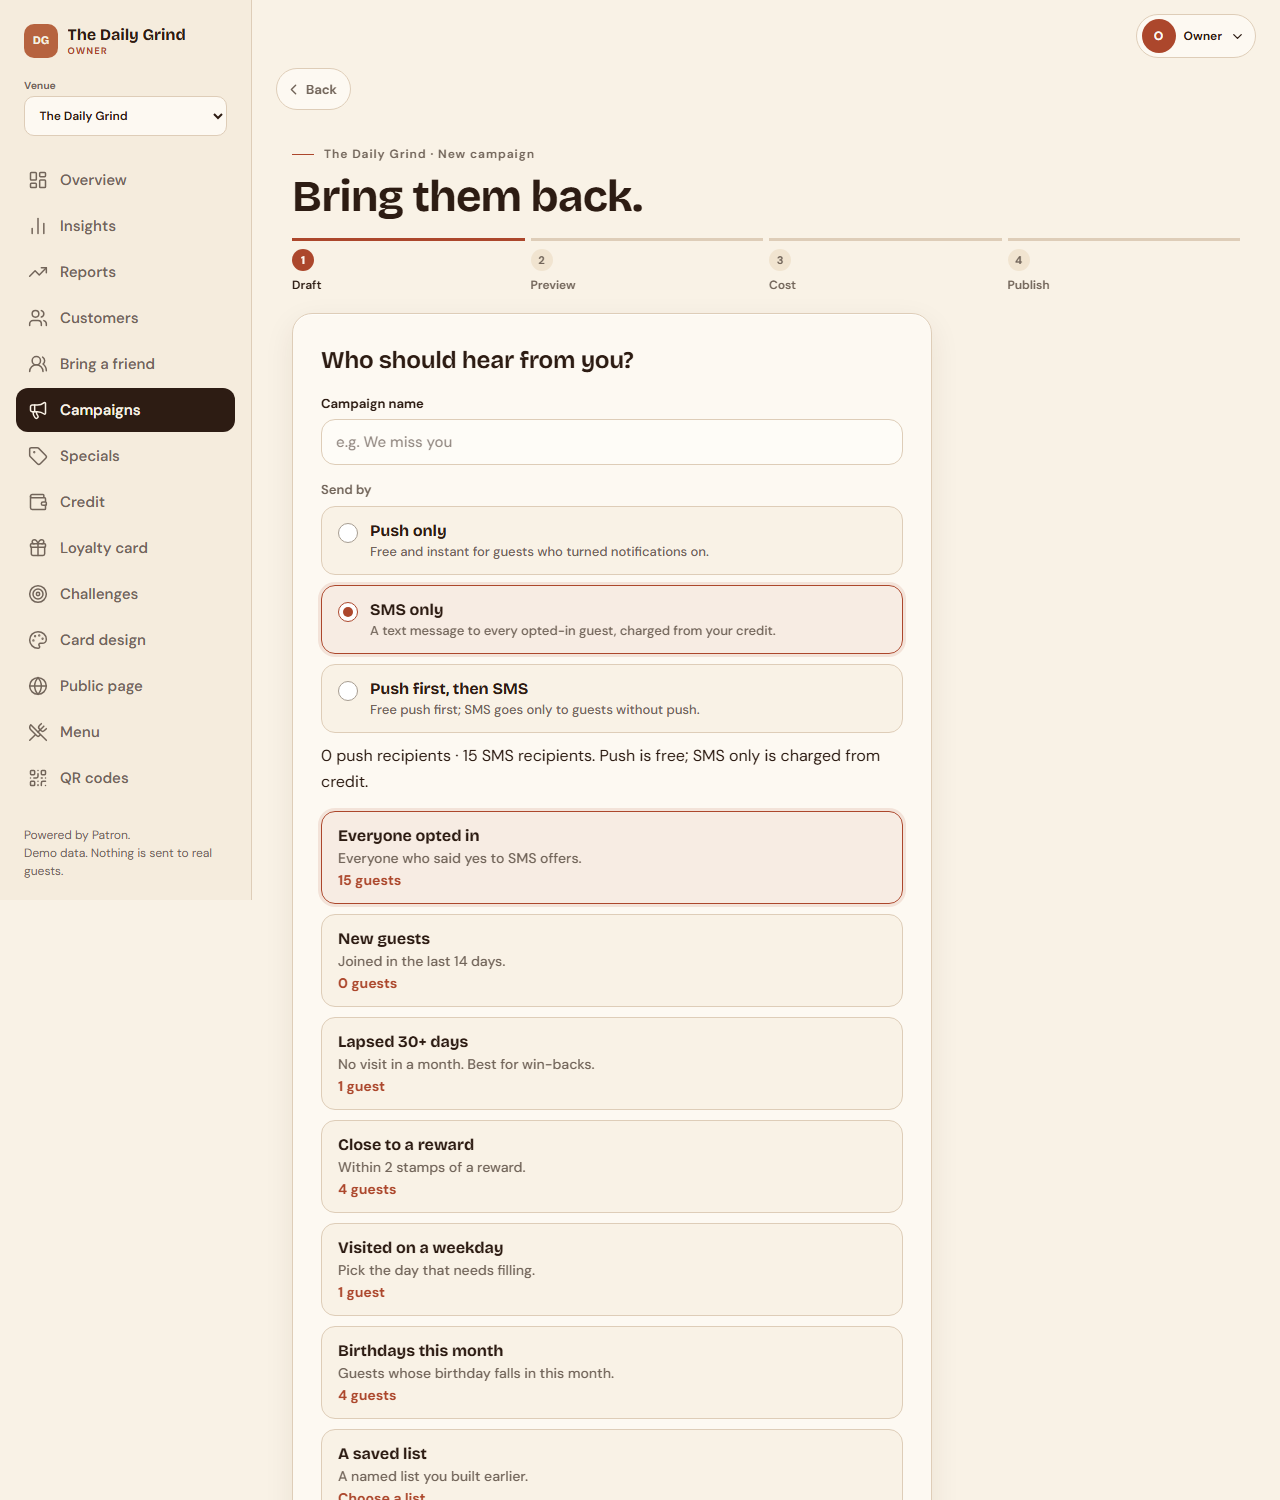 DG
The Daily Grind
OWNER
Venue
The Daily Grind
Overview
Insights
Reports
Customers
Bring a friend
Campaigns
Specials
Credit
Loyalty card
Challenges
Card design
Public page
Menu
QR codes
Powered by Patron.
Demo data. Nothing is sent to real
guests.
O
Owner
Back
The Daily Grind · New campaign
Bring them back.
1
Draft
2
Preview
3
Cost
4
Publish
Who should hear from you?
Campaign name
e.g. We miss you
Send by
Push only
Free and instant for guests who turned notifications on.
SMS only
A text message to every opted-in guest, charged from your credit.
Push first, then SMS
Free push first; SMS goes only to guests without push.
0 push recipients · 15 SMS recipients. Push is free; SMS only is charged from
credit.
Everyone opted in
Everyone who said yes to SMS offers.
15 guests
New guests
Joined in the last 14 days.
0 guests
Lapsed 30+ days
No visit in a month. Best for win-backs.
1 guest
Close to a reward
Within 2 stamps of a reward.
4 guests
Visited on a weekday
Pick the day that needs filling.
1 guest
Birthdays this month
Guests whose birthday falls in this month.
4 guests
A saved list
A named list you built earlier.
Choose a list